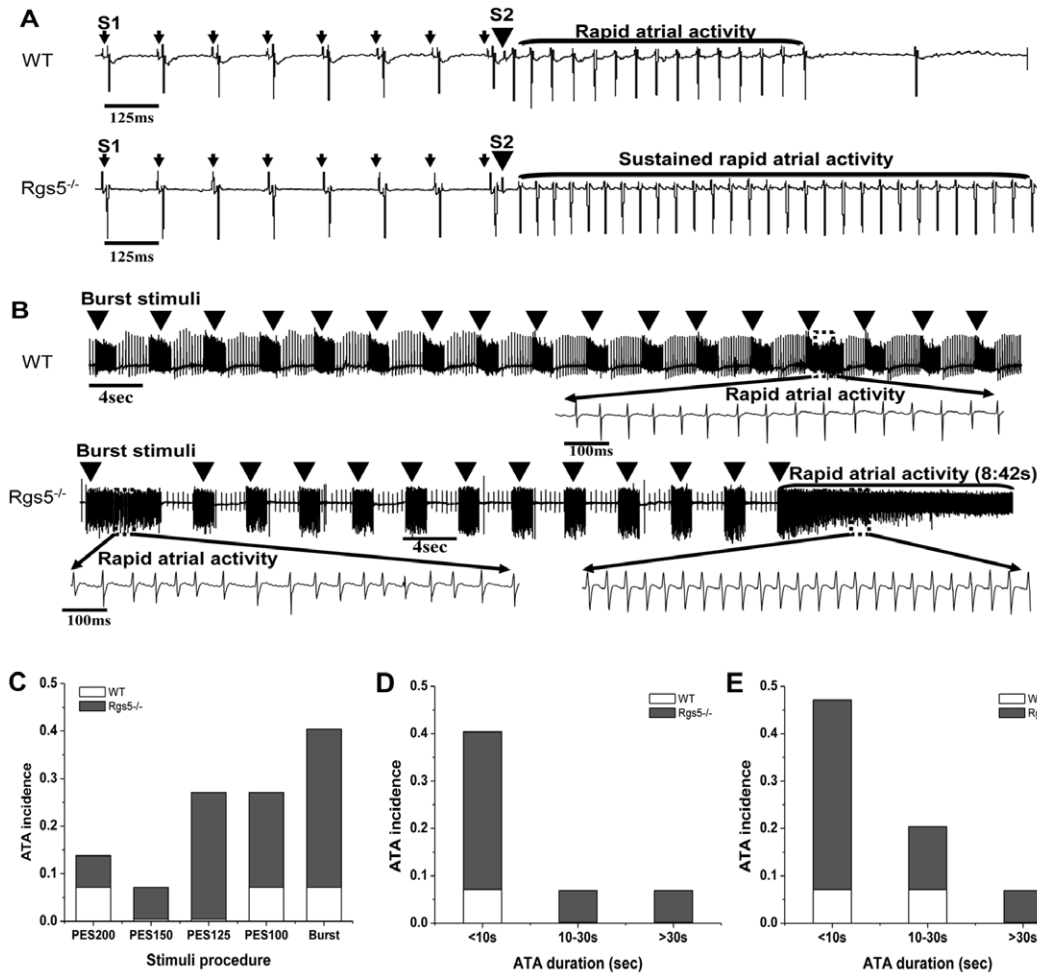 A
S1
S2
Rapid atrial activity
WT
125ms
S1
S2
Sustained rapid atrial activity
Rgs5-/-
125ms
B
Burst stimuli
WT
4sec
Rapid atrial activity
100ms
Burst stimuli
Rapid atrial activity (8:42s)
Rgs5-/-
4sec
Rapid atrial activity
100ms
C
WT
Rgs5-/-
ATA incidence
0.5
0.4
0.3
0.2
0.1
0.0
PES200 PES150 PES125 PES100 Burst
Stimuli procedure
D
WT
Rgs5-/-
ATA incidence
0.5
0.4
0.3
0.2
0.1
0.0
<10s 10-30s >30s
ATA duration (sec)
E
W
Rg
ATA incidence
0.5
0.4
0.3
0.2
0.1
0.0
<10s 10-30s >30s
ATA duration (sec)